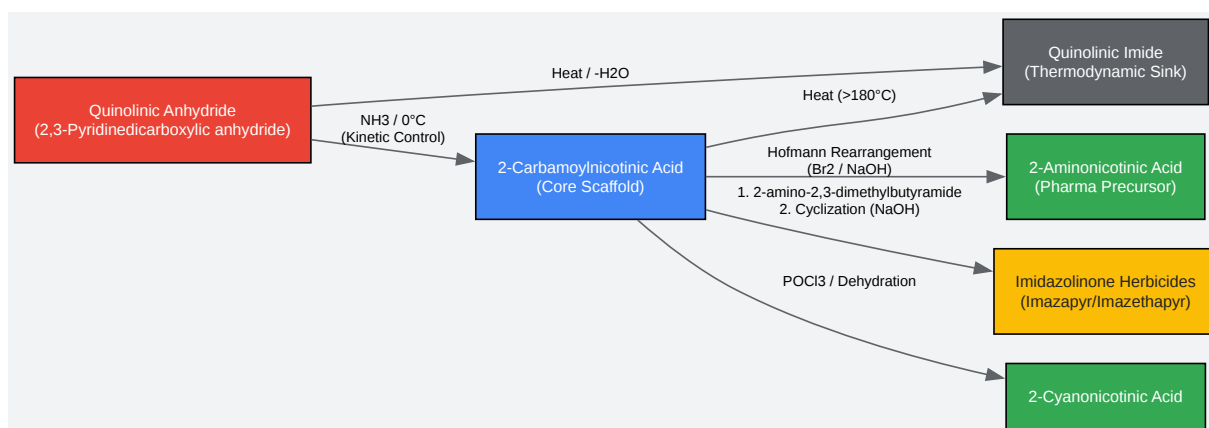 Quinolinic Anhydride
(2,3-Pyridinedicarboxylic anhydride)
Heat / -H2O
NH3 / 0°C
(Kinetic Control)
2-Carbamoylnicotinic Acid
(Core Scaffold)
Heat (>180°C)
Quinolinic Imide
(Thermodynamic Sink)
Hofmann Rearrangement
(Br2 / NaOH)
2-Aminonicotinic Acid
(Pharma Precursor)
1. 2-amino-2,3-dimethylbutyramide
2. Cyclization (NaOH)
Imidazolinone Herbicides
(Imazapyr/Imazethapyr)
POCl3 / Dehydration
2-Cyanonicotinic Acid